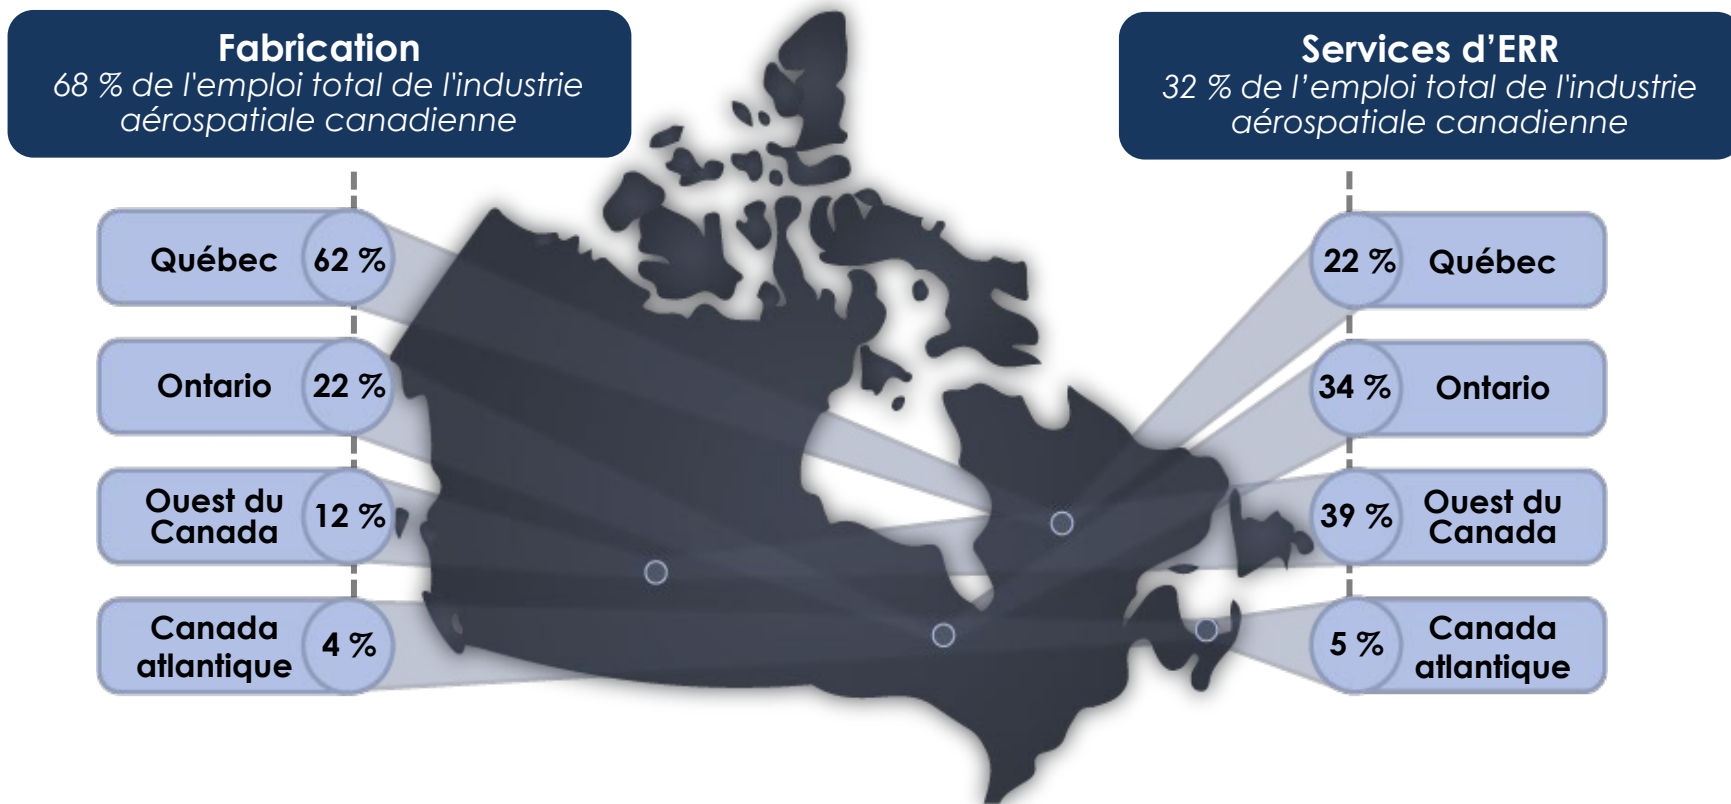 Fabrication
68 % de l'emploi total de l'industrie
aérospatiale canadienne
Québec 62 %
Ontario 22 %
Ouest du
Canada
12 %
Canada
atlantique
4 %
Services d’ERR
32 % de l’emploi total de l'industrie
aérospatiale canadienne
22 % Québec
34 % Ontario
39 %
Ouest du
Canada
5 %
Canada
atlantique